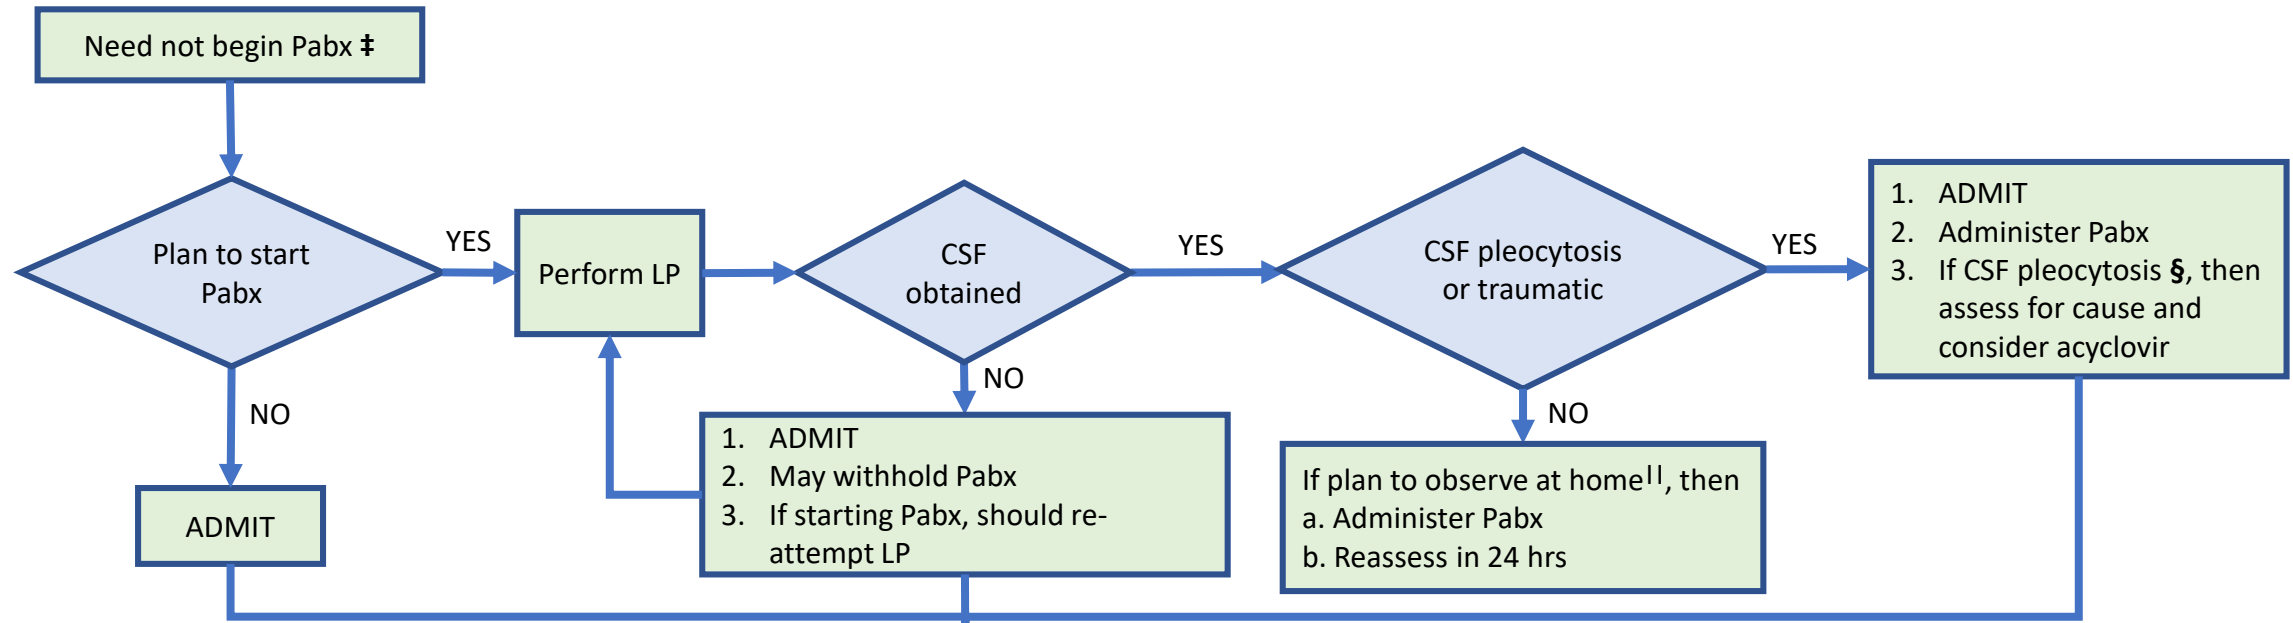 Need not begin Pabx ‡
Plan to start
Pabx
YES
NO
ADMIT
Perform LP
CSF
obtained
YES
NO
1. ADMIT
2. May withhold Pabx
3. If starting Pabx, should re-
attempt LP
CSF pleocytosis
or traumatic
YES
NO
If plan to observe at home||, then
a. Administer Pabx
b. Reassess in 24 hrs
1. ADMIT
2. Administer Pabx
3. If CSF pleocytosis §, then
assess for cause and
consider acyclovir